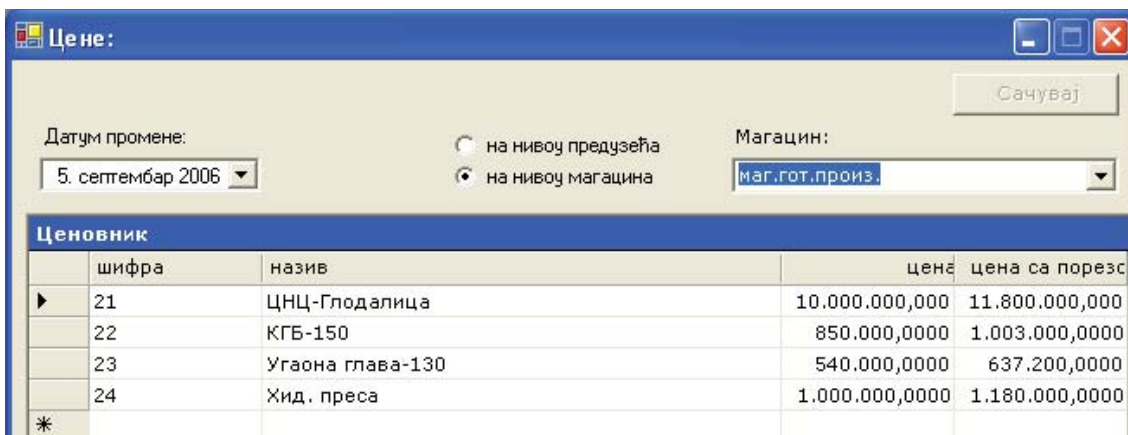 Цене:
Сачувај
Датум промене:
на нивоу предузећа
Магацин:
5. септембар 2006
на нивоу магацина
маг.гот.произ.
Ценовник
шифра назив цена цена са порезо
21 ЦНЦ-Глодалица 10.000.000,000 11.800.000,000
22 КГБ-150 850.000,0000 1.003.000,0000
23 Угаона глава-130 540.000,0000 637.200,0000
24 Хид. преса 1.000.000,0000 1.180.000,0000